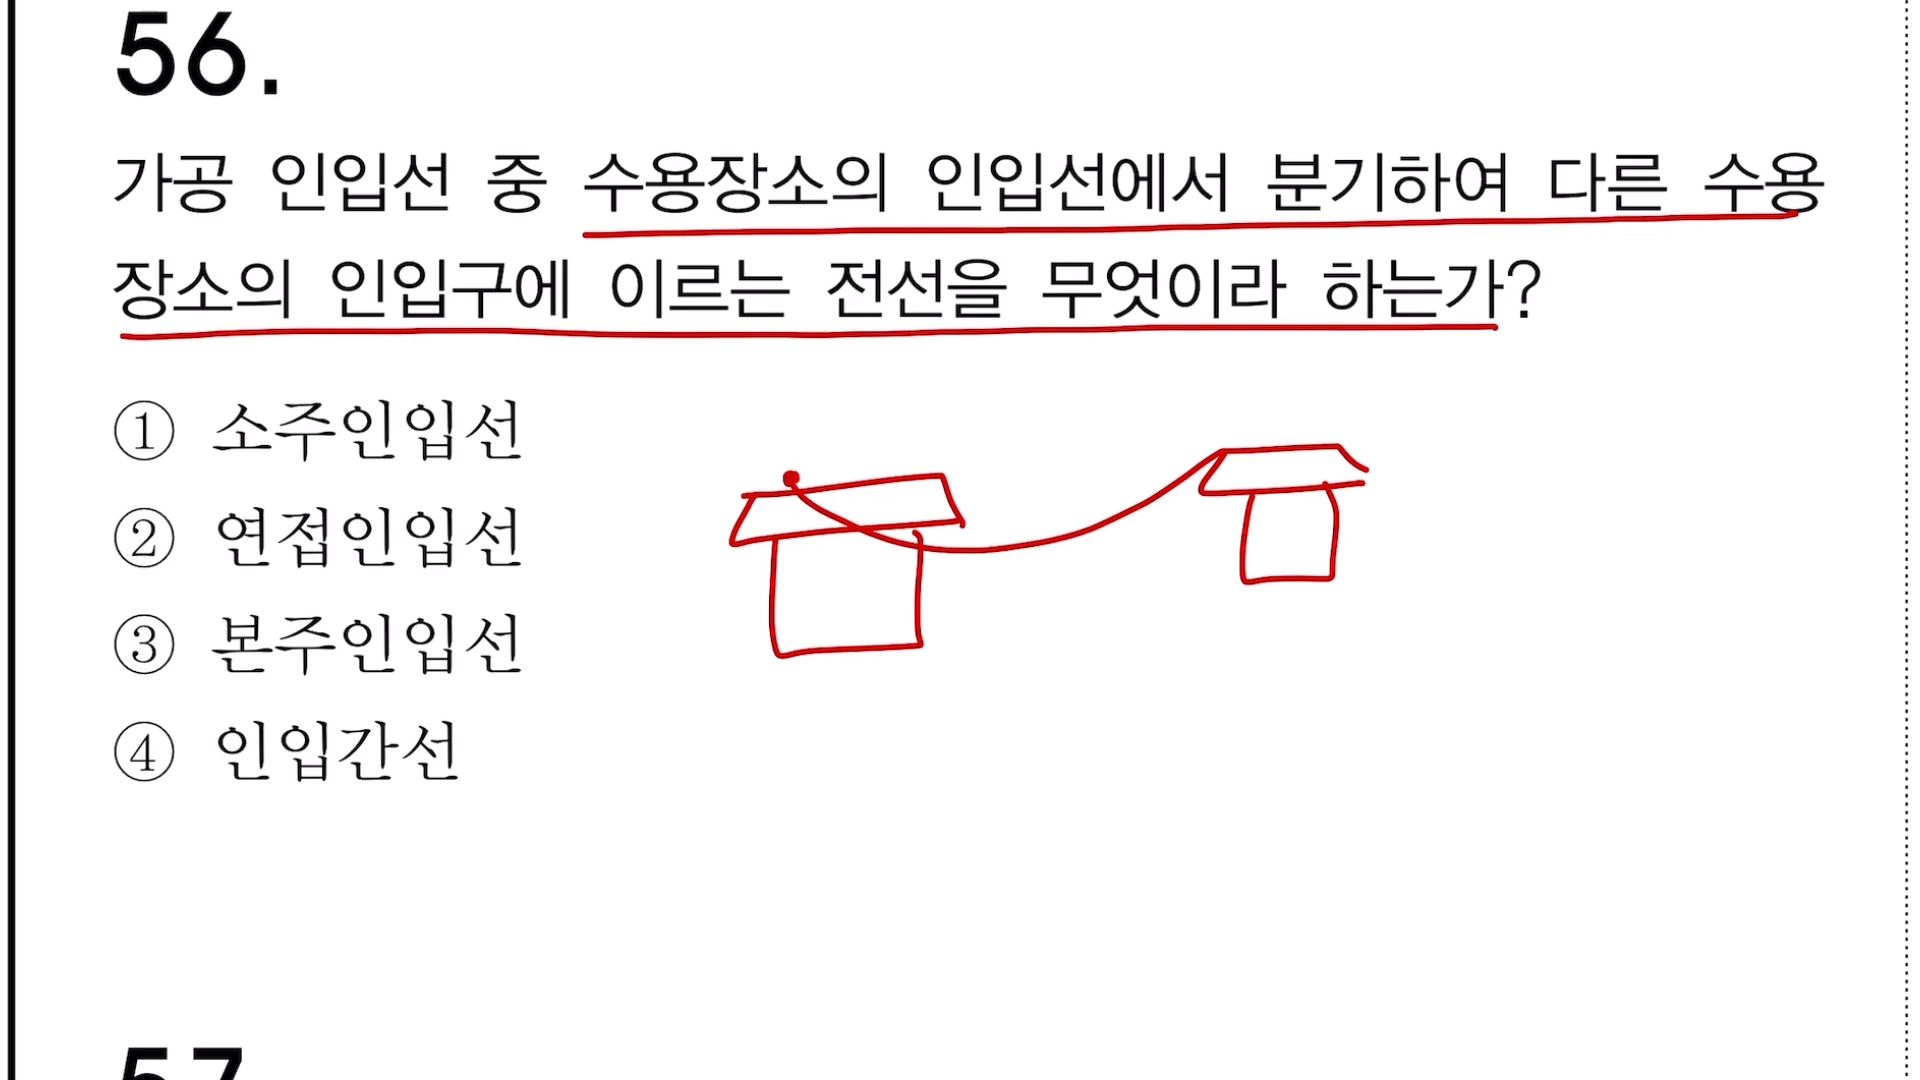 56.
가공 인입선 중 수용장소의 인입선에서 분기하여 다른 수용
장소의 인입구에 이르는 전선을 무엇이라 하는가?
① 소주인입선
② 연접인입선
③ 본주인입선
④ 인입간선
57